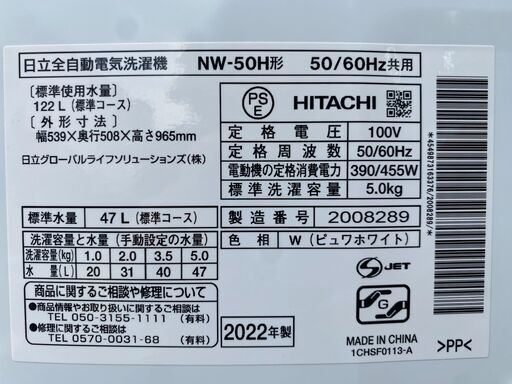 日立全自動電気洗濯機 NW-50H形 50/60Hz共用
〔標準使用水量〕
122L（標準コース）
〔外形寸法〕
幅539×奥行508×高さ965mm
日立グローバルライフソリューションズ（株）
PSE HITACHI
定格電圧 100V
定格周波数 50/60Hz
電動機の定格消費電力 390/455W
標準洗濯容量 5.0kg
標準水量 47L（標準コース）
洗濯容量と水量（手動設定の水量）
洗濯容量(kg) 1.0 2.0 3.5 5.0
水量(L) 20 31 40 47
製造番号 2008289
色相 W（ピュワホワイト）
商品に関するご相談や修理について
●商品情報やお取り扱いに関するご相談など
TEL 050-3155-1111（有料）
●修理に関するご相談など
TEL 0570-0031-68（有料）
2022年製
S JET
G
MADE IN CHINA
1CHSF0113-A
*4549873163376/2008289/*
>PP<